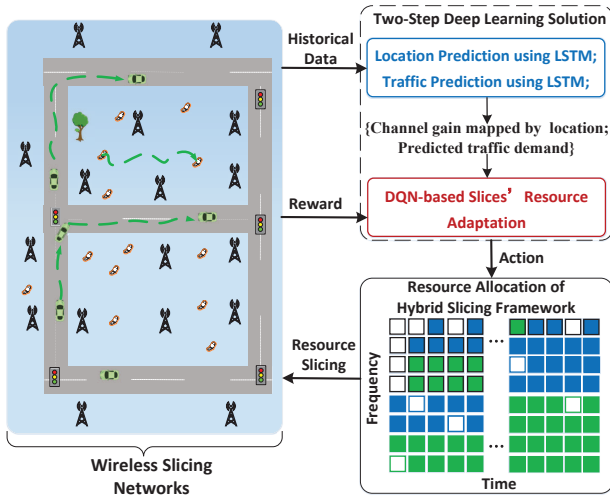 Two-Step Deep Learning Solution
Historical
Data
Location Prediction using LSTM;
Traffic Prediction using LSTM;
{Channel gain mapped by location;
Predicted traffic demand}
Reward
DQN-based Slices’ Resource
Adaptation
Action
Resource Allocation of
Hybrid Slicing Framework
Resource
Slicing
...
Frequency
...
Time
Wireless Slicing
Networks